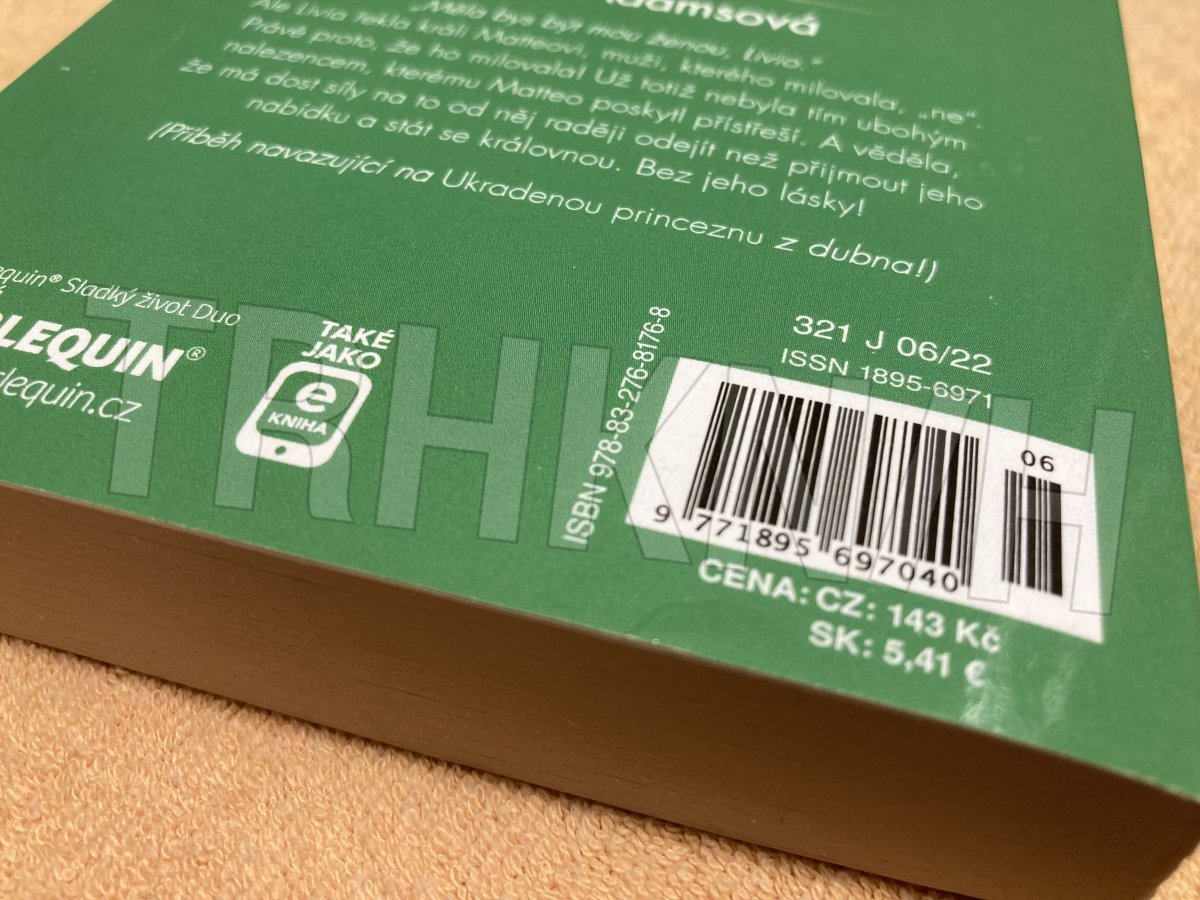 damsová
„Mělo bys být mou ženou, Livio.“
Ale Livia řekla králi Matteovi, muži, kterého milovala, „ne“.
Právě proto, že ho milovala! Už totiž nebyla tím ubohým
nalezencem, kterému Matteo poskytl přístřeší. A věděla,
že má dost síly na to od něj raději odejít než přijmout jeho
nabídku a stát se královnou. Bez jeho lásky!
(Příběh navazující na Ukradenou princeznu z dubna!)
equin® Sladký život Duo
RLEQUIN®
lequin.cz
TAKÉ
JAKO
e
KNIHA
ISBN 978-83-276-8176-8
321 J 06/22
ISSN 1895-6971
06
9 771895 697040
CENA: CZ: 143 Kč
SK: 5,41 €
TRHKNIH